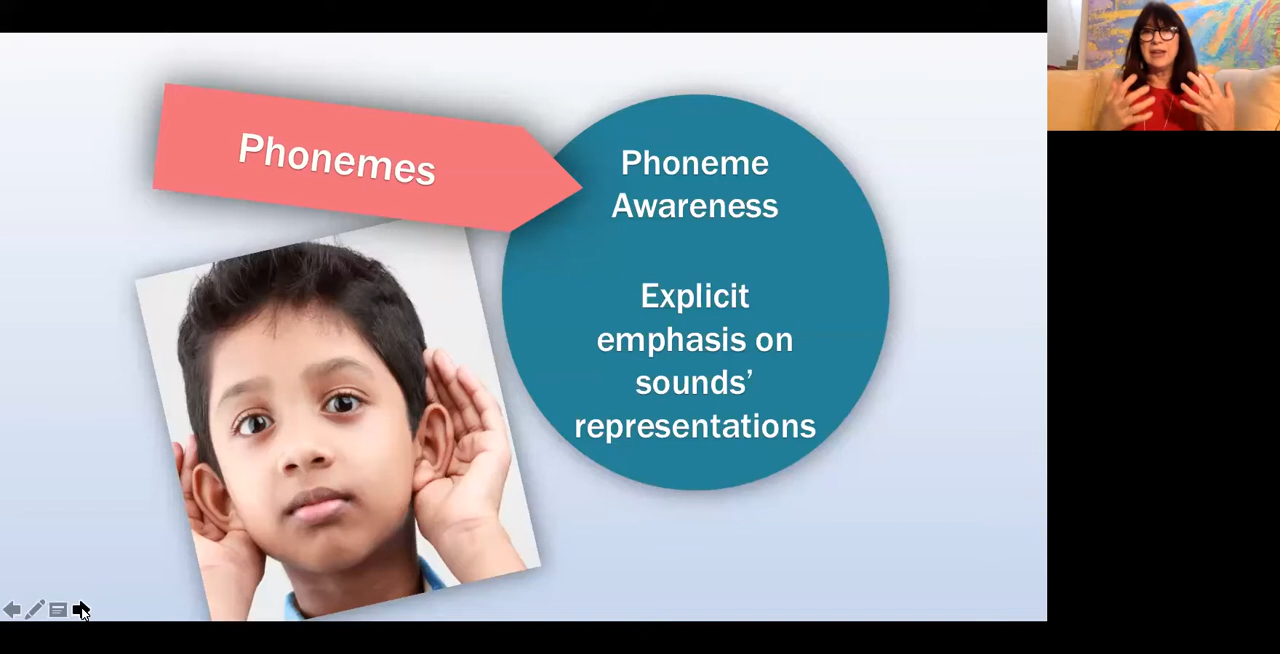 Phonemes
Phoneme
Awareness
Explicit
emphasis on
sounds’
representations